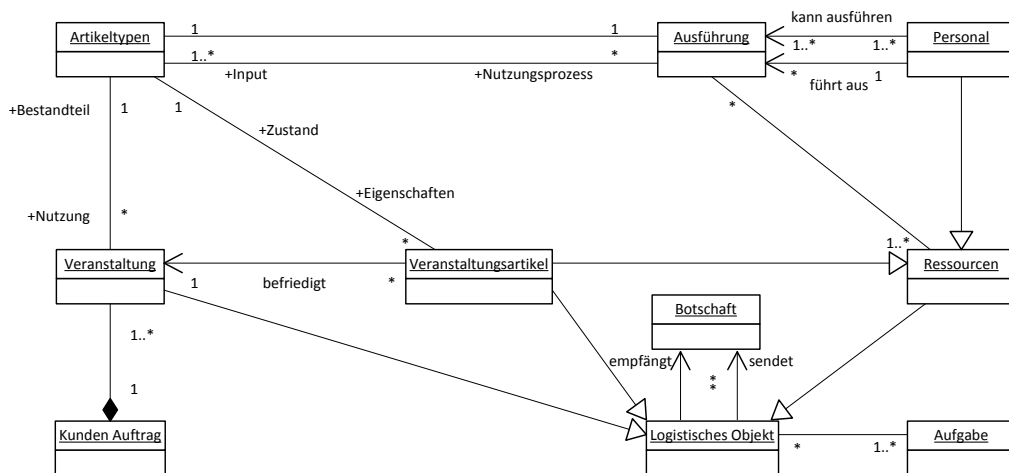 kann ausführen
1
1
Artikeltypen
Ausführung
1..*
1..*
Personal
1..*
*
+Input
+Nutzungsprozess
*
1
führt aus
+Bestandteil
1
1
*
+Zustand
+Eigenschaften
+Nutzung
*
*
1..*
Veranstaltung
Veranstaltungsartikel
Ressourcen
1
befriedigt
*
Botschaft
1..*
empfängt
sendet
*
*
1
Kunden Auftrag
Logistisches Objekt
Aufgabe
*
1..*